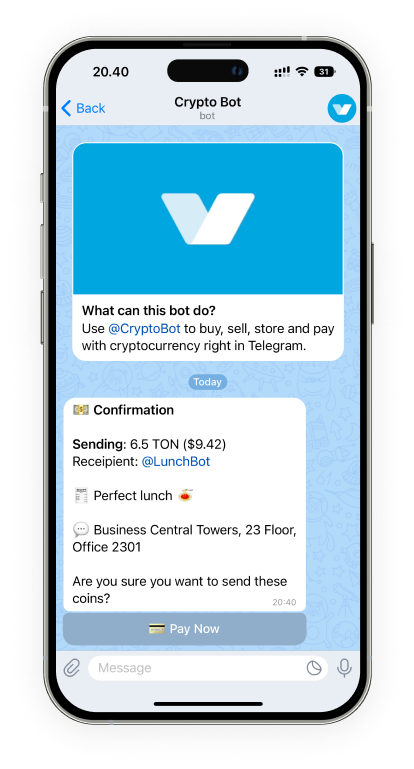 20.40
31
Back
Crypto Bot
bot
What can this bot do?
Use @CryptoBot to buy, sell, store and pay
with cryptocurrency right in Telegram.
Today
Confirmation
Sending: 6.5 TON ($9.42)
Receipient: @LunchBot
Perfect lunch
Business Central Towers, 23 Floor,
Office 2301
Are you sure you want to send these
coins?
20:40
Pay Now
Message